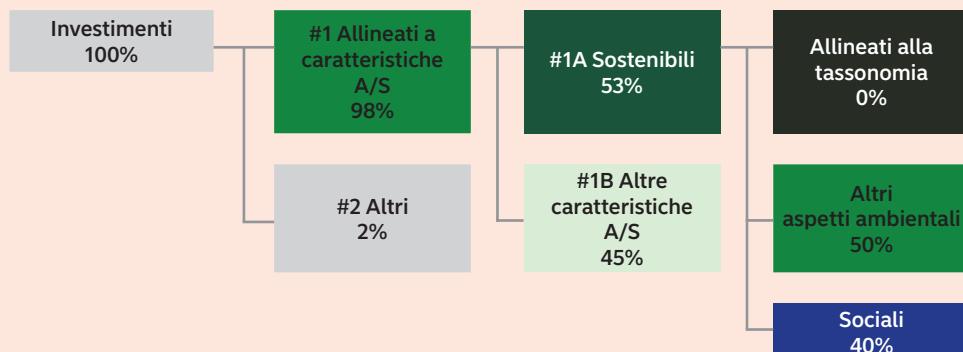 Investimenti
100%
#1 Allineati a
caratteristiche
A/S
98%
#1A Sostenibili
53%
Allineati alla
tassonomia
0%
#2 Altri
2%
#1B Altre
caratteristiche
A/S
45%
Altri
aspetti ambientali
50%
Sociali
40%